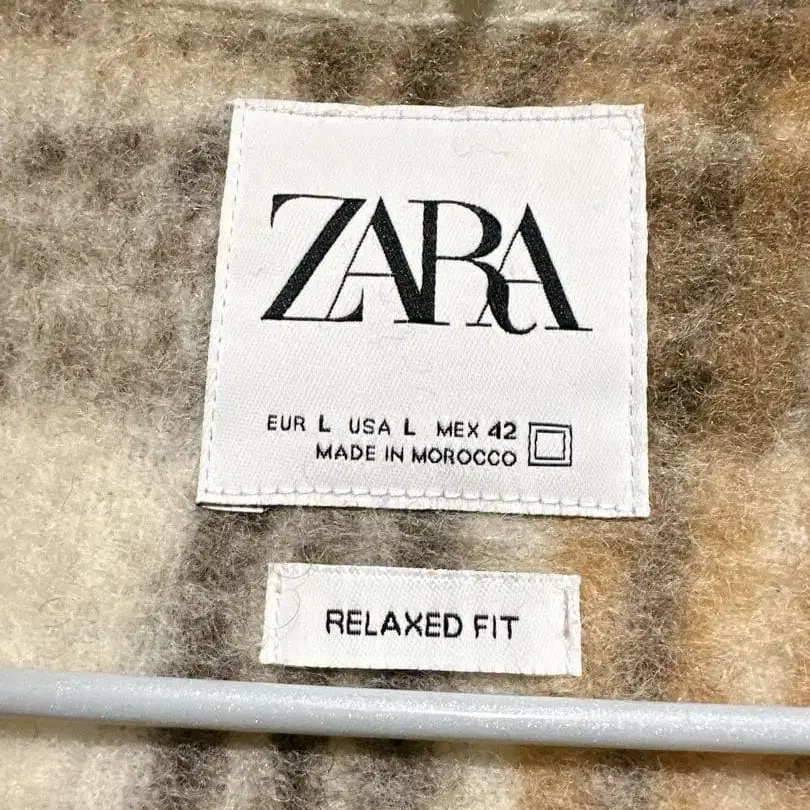 ZARA
EUR L USA L MEX 42
MADE IN MOROCCO
RELAXED FIT